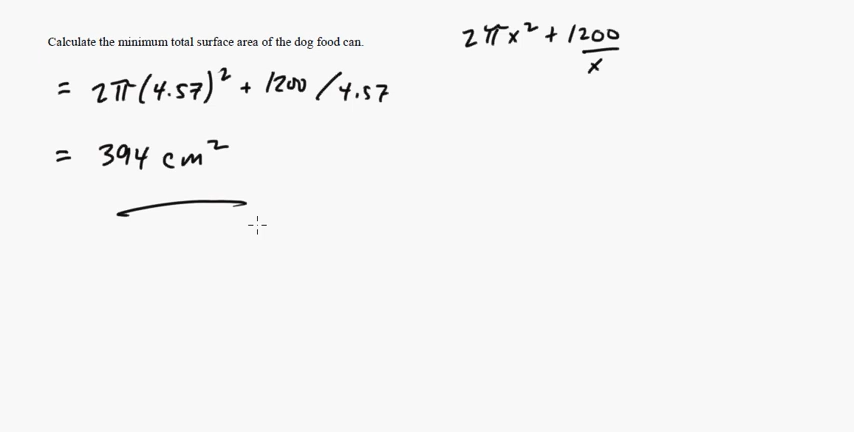 Calculate the minimum total surface area of the dog food can.
2πx² + 1200/x
= 2π(4.57)² + 1200/4.57
= 394 cm²